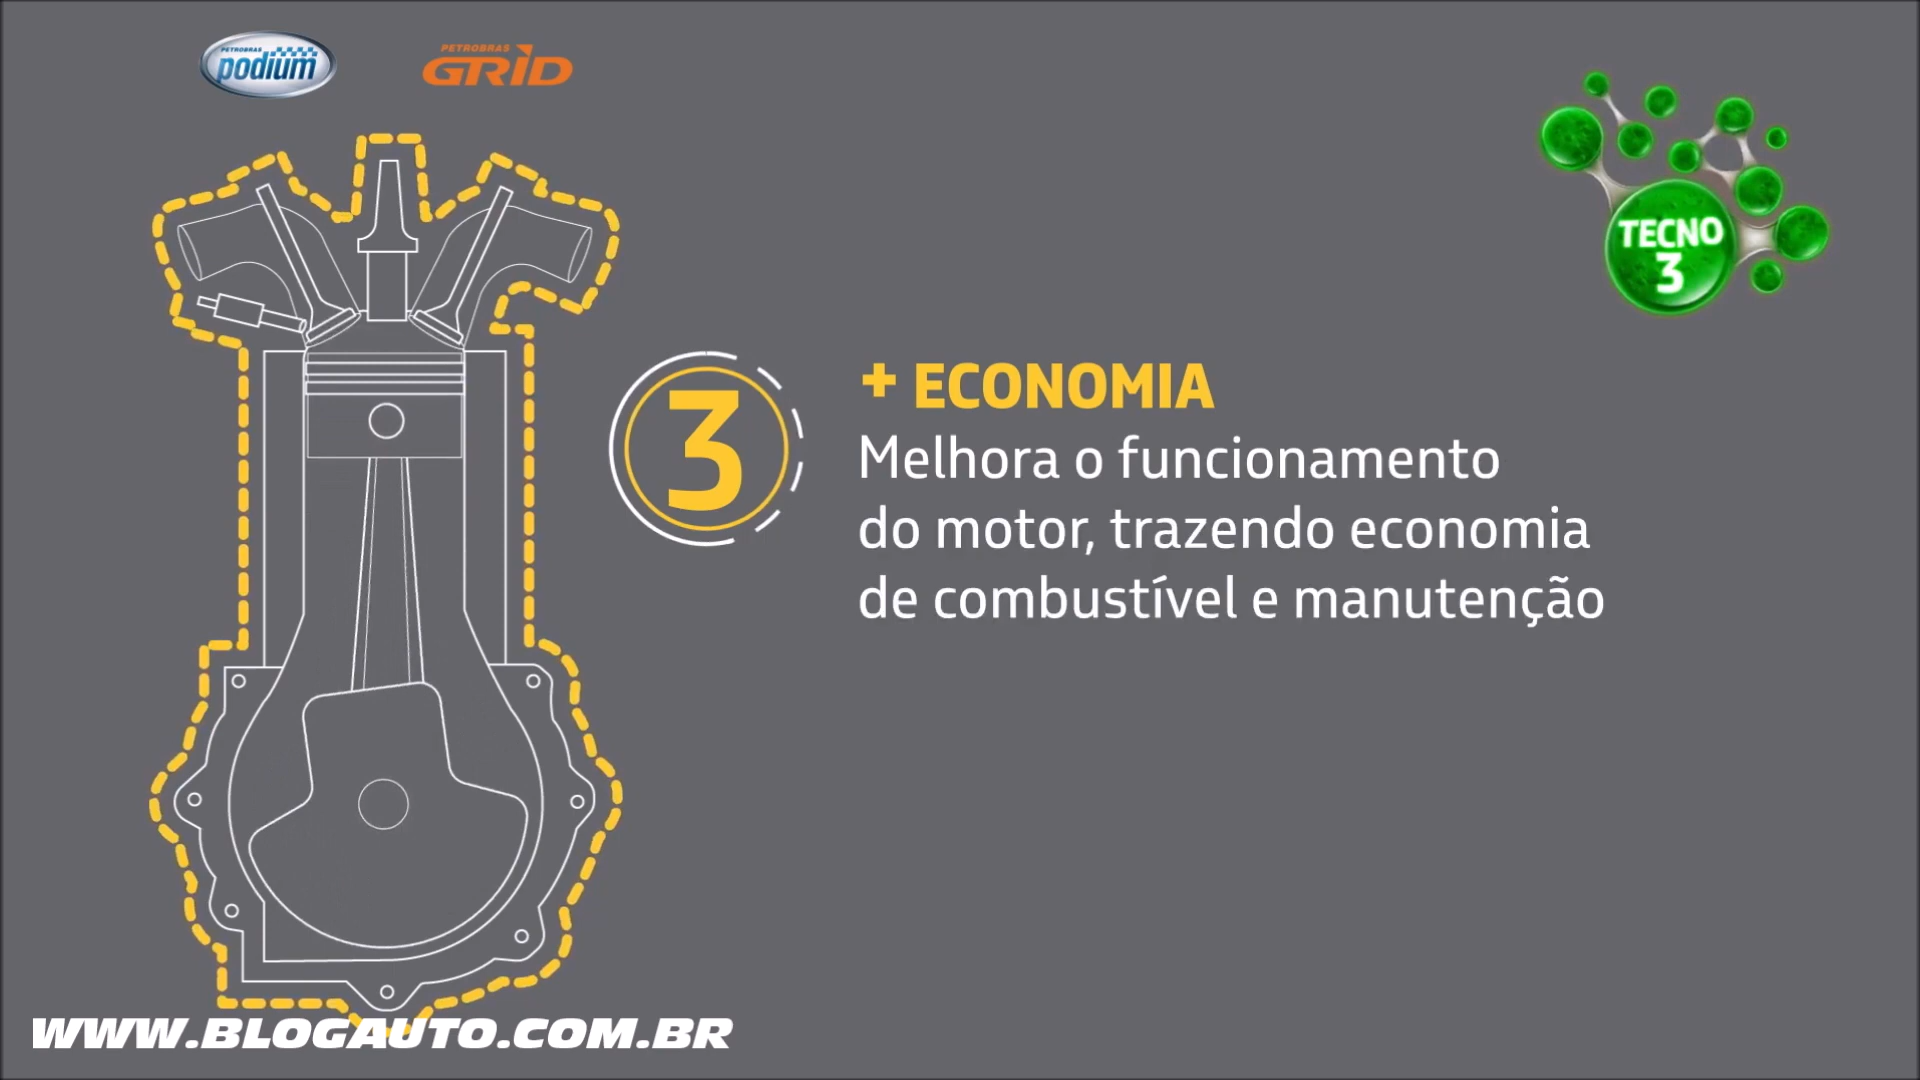 PETROBRAS
podium
PETROBRAS
GRID
TECNO
3
3
+ ECONOMIA
Melhora o funcionamento
do motor, trazendo economia
de combustível e manutenção
WWW.BLOGAUTO.COM.BR